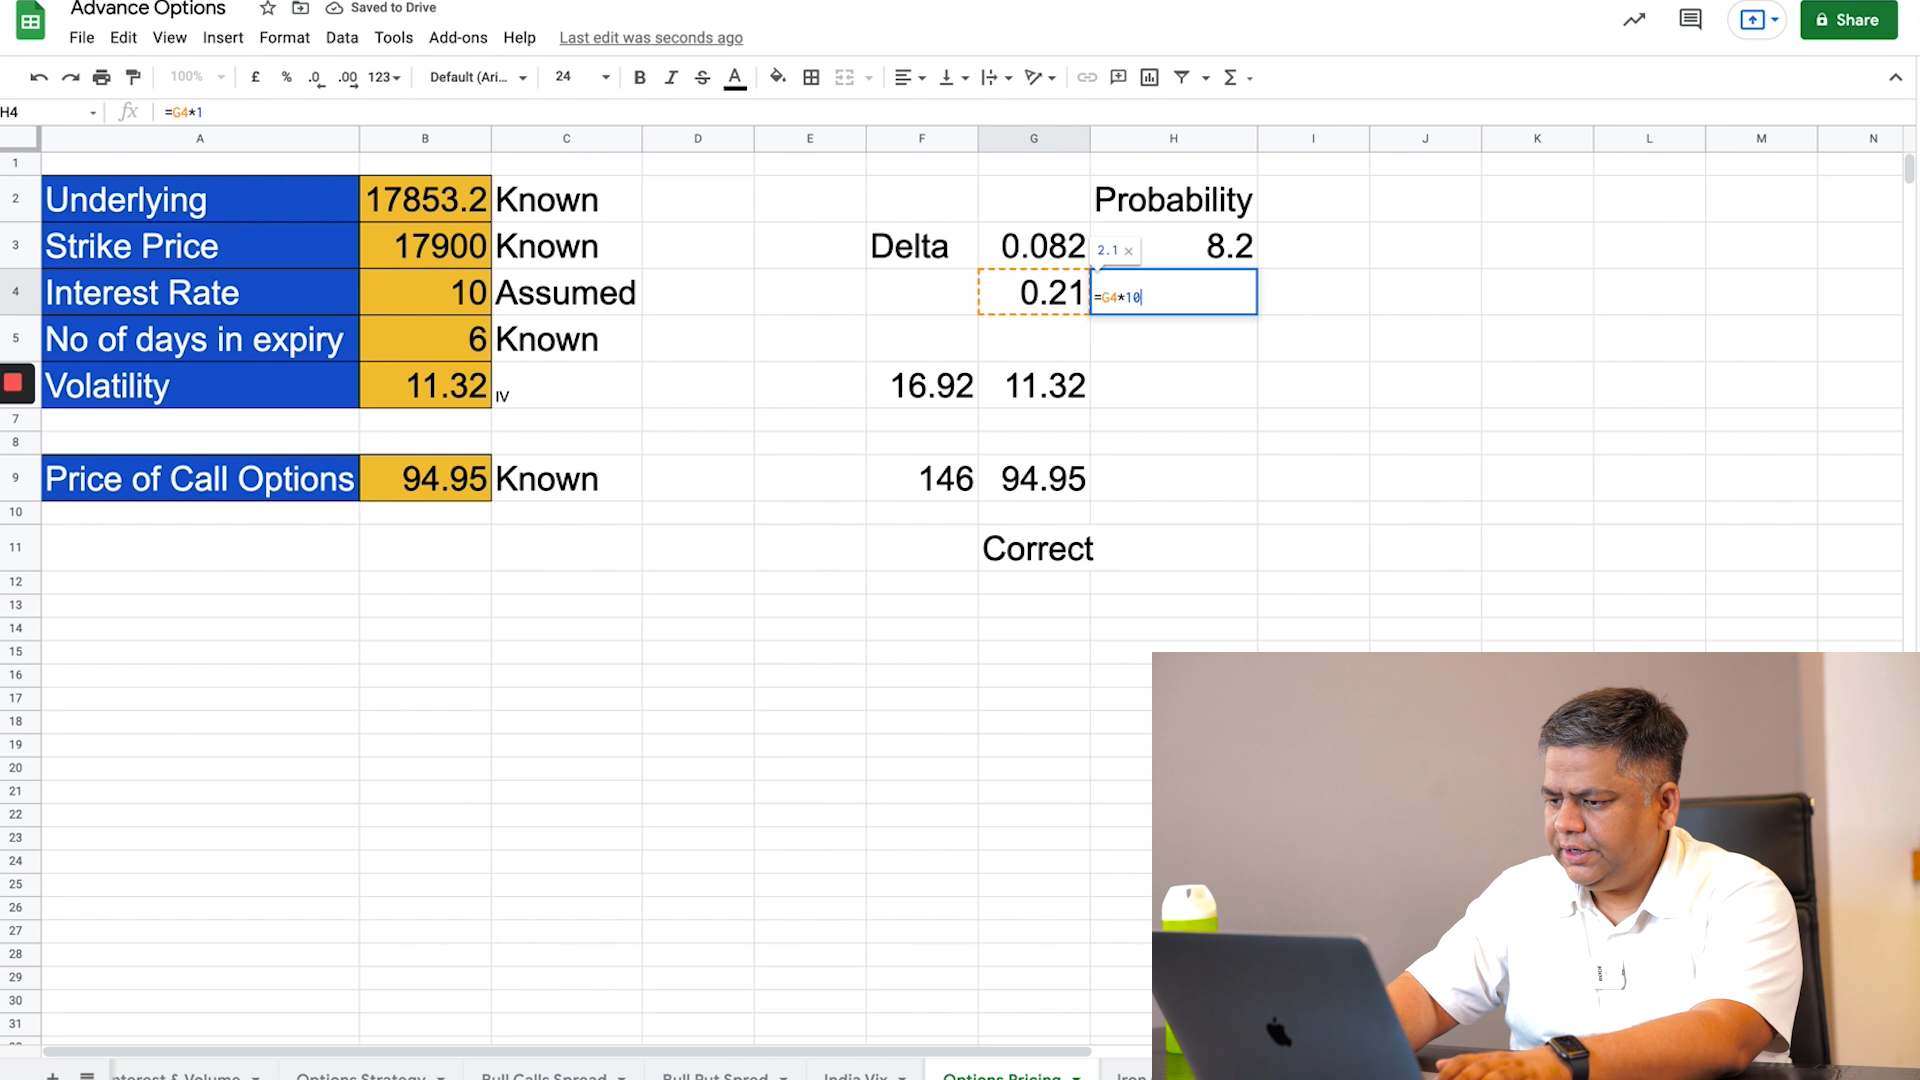 Advance Options Saved to Drive
File Edit View Insert Format Data Tools Add-ons Help Last edit was seconds ago
Share
100% £ % .0 .00 123 Default (Ari... 24 B I S A
H4 fx =G4*1
A B C D E F G H I J K L M N
1
2 Underlying 17853.2 Known Probability
3 Strike Price 17900 Known Delta 0.082 8.2
2.1 ×
4 Interest Rate 10 Assumed 0.21 =G4*10
5 No of days in expiry 6 Known
Volatility 11.32 IV 16.92 11.32
7
8
9 Price of Call Options 94.95 Known 146 94.95
10
11 Correct
12
13
14
15
16
17
18
19
20
21
22
23
24
25
26
27
28
29
30
31
nterest & Volume Options Strategy Bull Calls Spread Bull Put Spred India Vix Options Pricing Iron